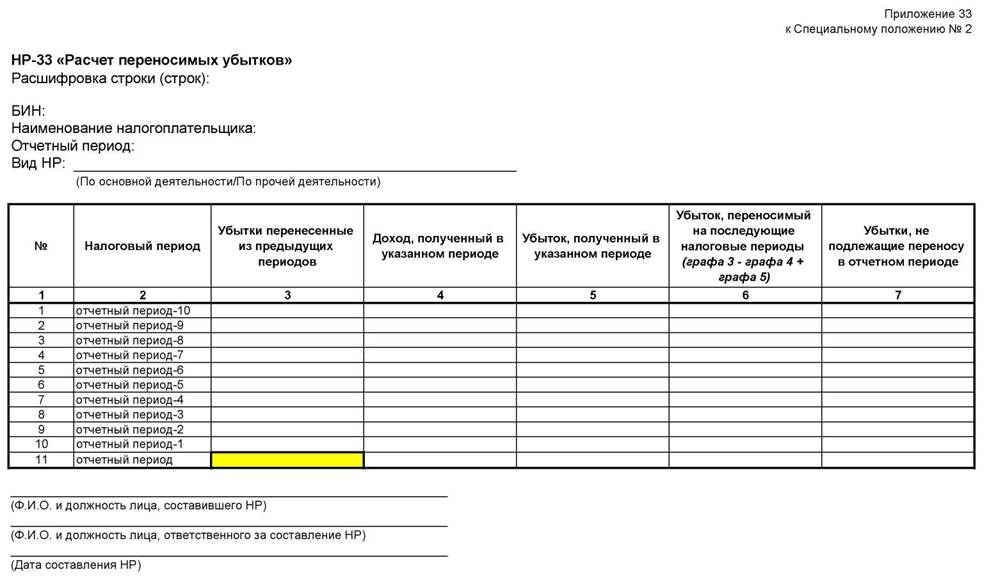 Приложение 33
к Специальному положению № 2
НР-33 «Расчет переносимых убытков»
Расшифровка строки (строк):
БИН:
Наименование налогоплательщика:
Отчетный период:
Вид НР:
(По основной деятельности/По прочей деятельности)
№ Налоговый период Убытки перенесенные из предыдущих периодов Доход, полученный в указанном периоде Убыток, полученный в указанном периоде Убыток, переносимый на последующие налоговые периоды (графа 3 - графа 4 + графа 5) Убытки, не подлежащие переносу в отчетном периоде
1 2 3 4 5 6 7
1 отчетный период-10
2 отчетный период-9
3 отчетный период-8
4 отчетный период-7
5 отчетный период-6
6 отчетный период-5
7 отчетный период-4
8 отчетный период-3
9 отчетный период-2
10 отчетный период-1
11 отчетный период
(Ф.И.О. и должность лица, составившего НР)
(Ф.И.О. и должность лица, ответственного за составление НР)
(Дата составления НР)